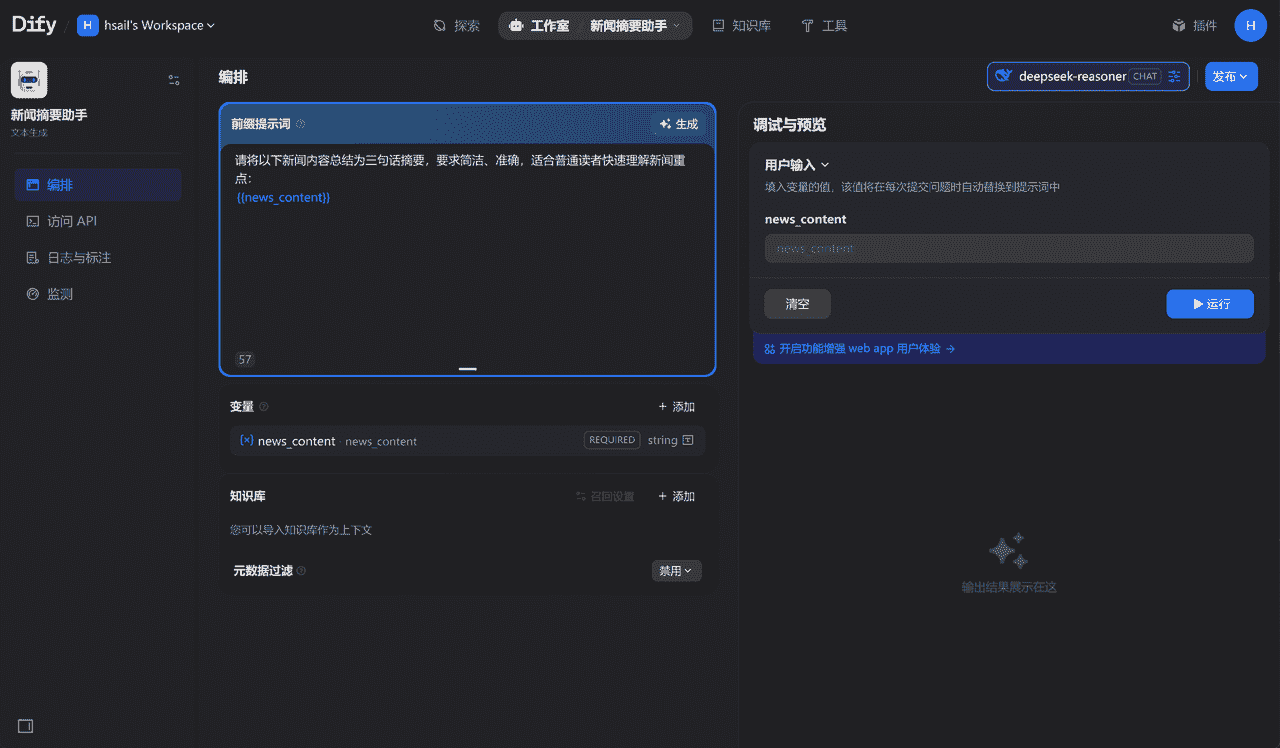 Dify / H hsail's Workspace
探索
工作室
新闻摘要助手
知识库
工具
插件
H
新闻摘要助手
文本生成
编排
访问 API
日志与标注
监测
编排
deepseek-reasoner CHAT
发布
前缀提示词
生成
请将以下新闻内容总结为三句话摘要，要求简洁、准确，适合普通读者快速理解新闻重
点：
{{news_content}}
57
变量
+ 添加
{x} news_content · news_content
REQUIRED
string
知识库
召回设置
+ 添加
您可以导入知识库作为上下文
元数据过滤
禁用
调试与预览
用户输入
填入变量的值，该值将在每次提交问题时自动替换到提示词中
news_content
news_content
清空
运行
开启功能增强 web app 用户体验 →
输出结果展示在这